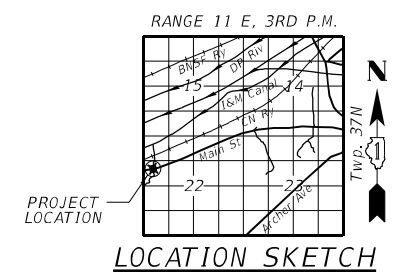 RANGE 11 E, 3RD P.M.
BNSF Ry
DP Riv
15
I&M Canal
14
CN Ry
Main St
N
Twp. 37N
1
22
23
Archer Ave
PROJECT
LOCATION
LOCATION SKETCH